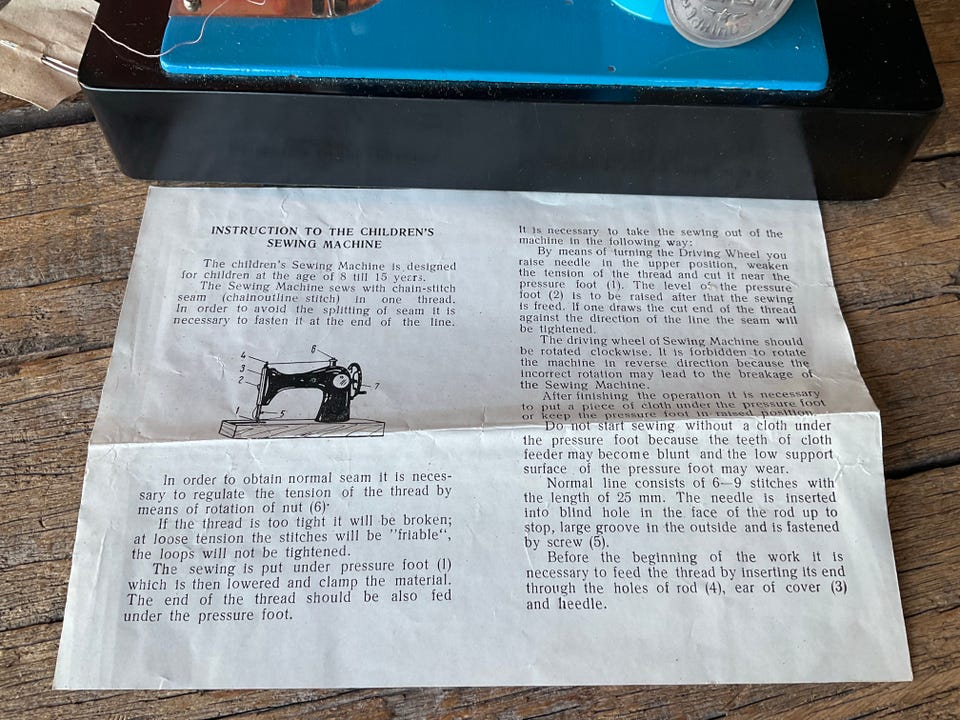 INSTRUCTION TO THE CHILDREN'S
SEWING MACHINE
The children's Sewing Machine is designed
for children at the age of 8 till 15 years.
The Sewing Machine sews with chain-stitch
seam (chainoutline stitch) in one thread.
In order to avoid the splitting of seam it is
necessary to fasten it at the end of the line.
6
4
3
2
7
1
5
In order to obtain normal seam it is neces-
sary to regulate the tension of the thread by
means of rotation of nut (6).
If the thread is too tight it will be broken;
at loose tension the stitches will be "friable",
the loops will not be tightened.
The sewing is put under pressure foot (1)
which is then lowered and clamp the material.
The end of the thread should be also fed
under the pressure foot.
It is necessary to take the sewing out of the
machine in the following way:
By means of turning the Driving Wheel you
raise needle in the upper position, weaken
the tension of the thread and cut it near the
pressure foot (1). The level of the pressure
foot (2) is to be raised after that the sewing
is freed. If one draws the cut end of the thread
against the direction of the line the seam will
be tightened.
The driving wheel of Sewing Machine should
be rotated clockwise. It is forbidden to rotate
the machine in reverse direction because the
incorrect rotation may lead to the breakage of
the Sewing Machine.
After finishing the operation it is necessary
to put a piece of cloth under the pressure foot
or keep the pressure foot in raised position.
Do not start sewing without a cloth under
the pressure foot because the teeth of cloth
feeder may become blunt and the low support
surface of the pressure foot may wear.
Normal line consists of 6—9 stitches with
the length of 25 mm. The needle is inserted
into blind hole in the face of the rod up to
stop, large groove in the outside and is fastened
by screw (5).
Before the beginning of the work it is
necessary to feed the thread by inserting its end
through the holes of rod (4), ear of cover (3)
and heedle.